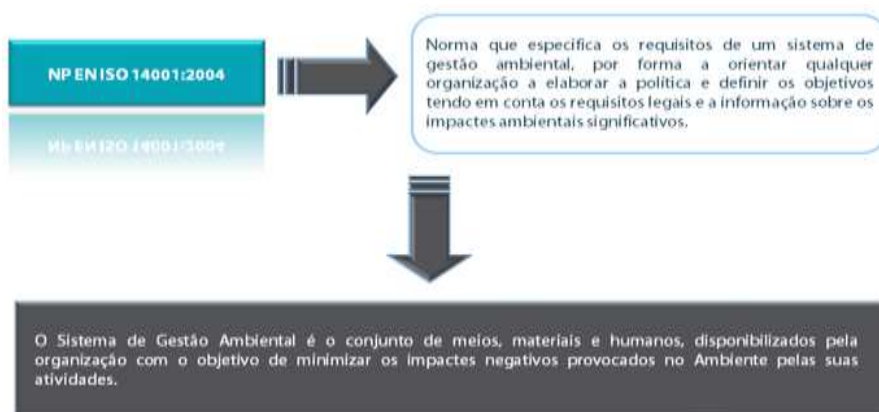 NP EN ISO 14001:2004
Norma que especifica os requisitos de um sistema de
gestão ambiental, por forma a orientar qualquer
organização a elaborar a política e definir os objetivos
tendo em conta os requisitos legais e a informação sobre os
impactes ambientais significativos.
O Sistema de Gestão Ambiental é o conjunto de meios, materiais e humanos, disponibilizados pela
organização com o objetivo de minimizar os impactes negativos provocados no Ambiente pelas suas
atividades.